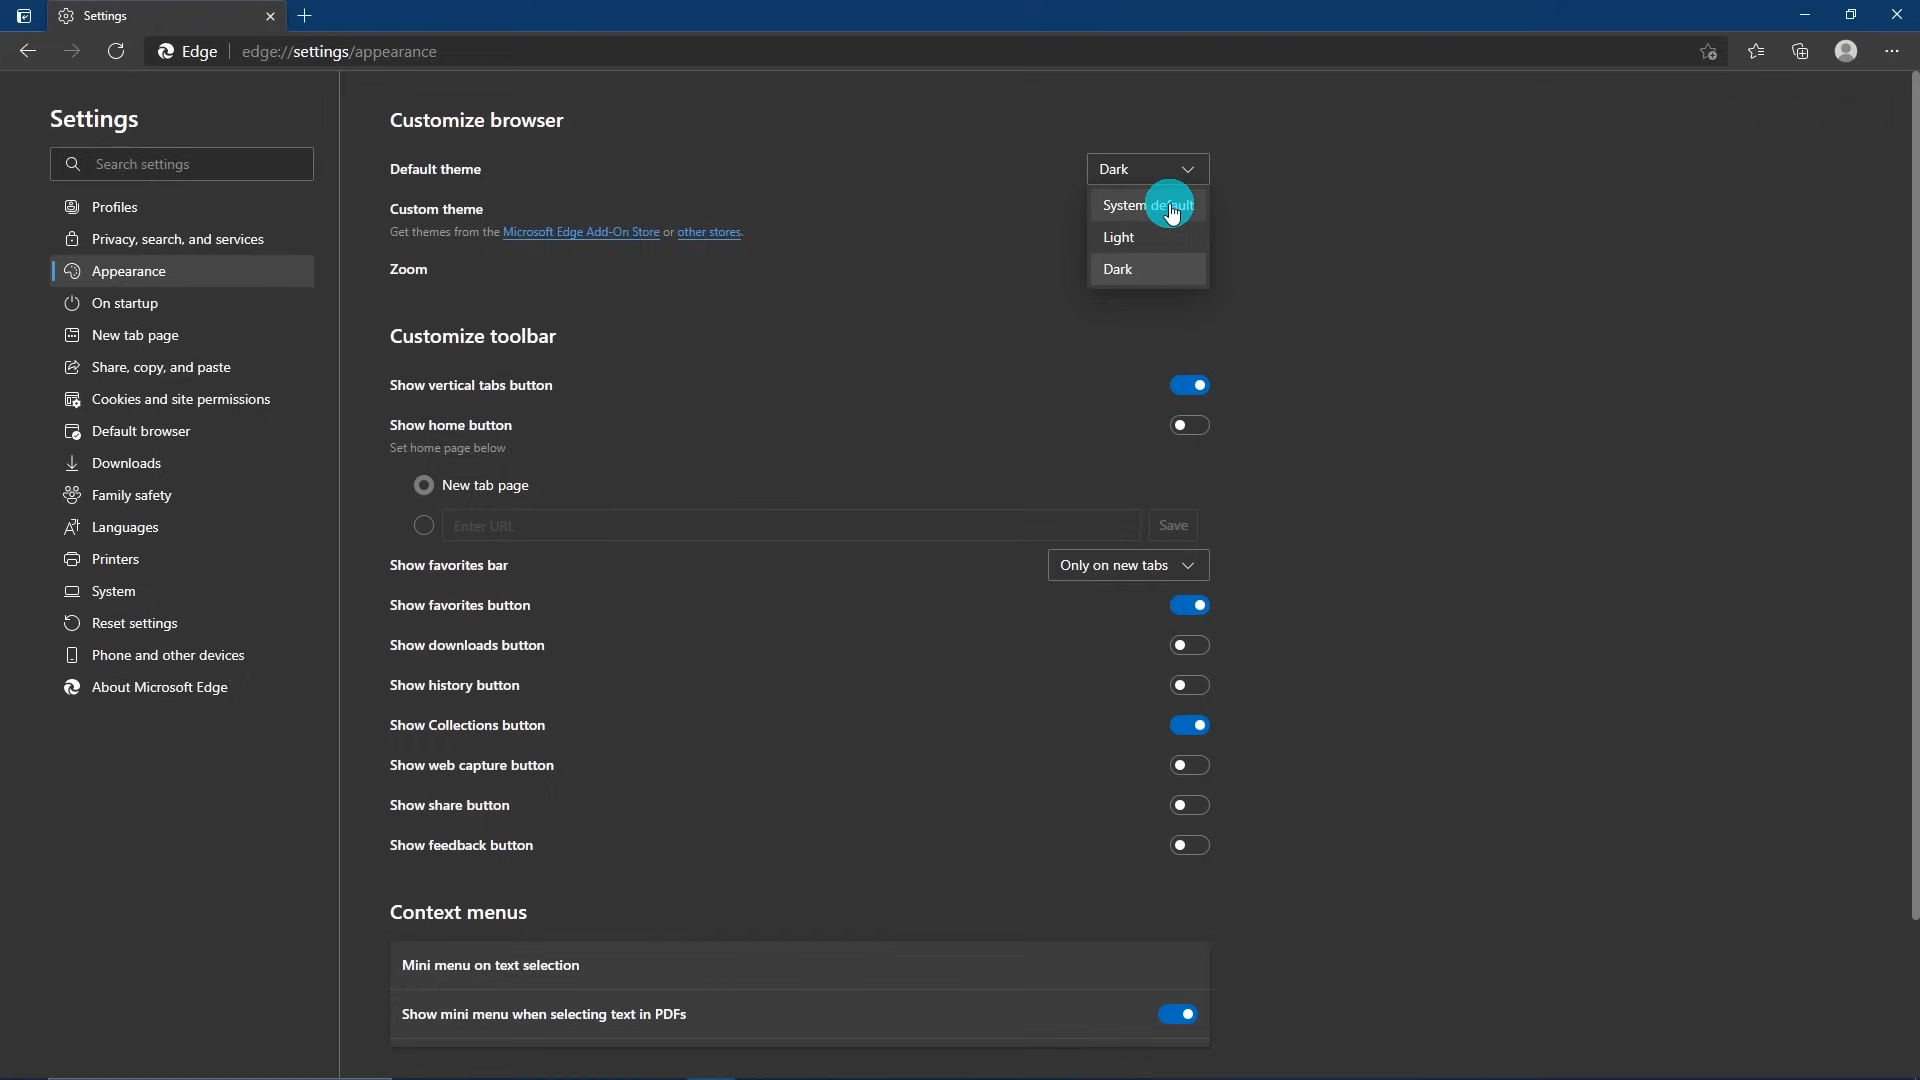 Settings
Edge
edge://settings/appearance
Settings
Search settings
Profiles
Privacy, search, and services
Appearance
On startup
New tab page
Share, copy, and paste
Cookies and site permissions
Default browser
Downloads
Family safety
Languages
Printers
System
Reset settings
Phone and other devices
About Microsoft Edge
Customize browser
Default theme
Dark
System default
Light
Dark
Custom theme
Get themes from the Microsoft Edge Add-On Store or other stores.
Zoom
Customize toolbar
Show vertical tabs button
Show home button
Set home page below
New tab page
Enter URL
Save
Show favorites bar
Only on new tabs
Show favorites button
Show downloads button
Show history button
Show Collections button
Show web capture button
Show share button
Show feedback button
Context menus
Mini menu on text selection
Show mini menu when selecting text in PDFs